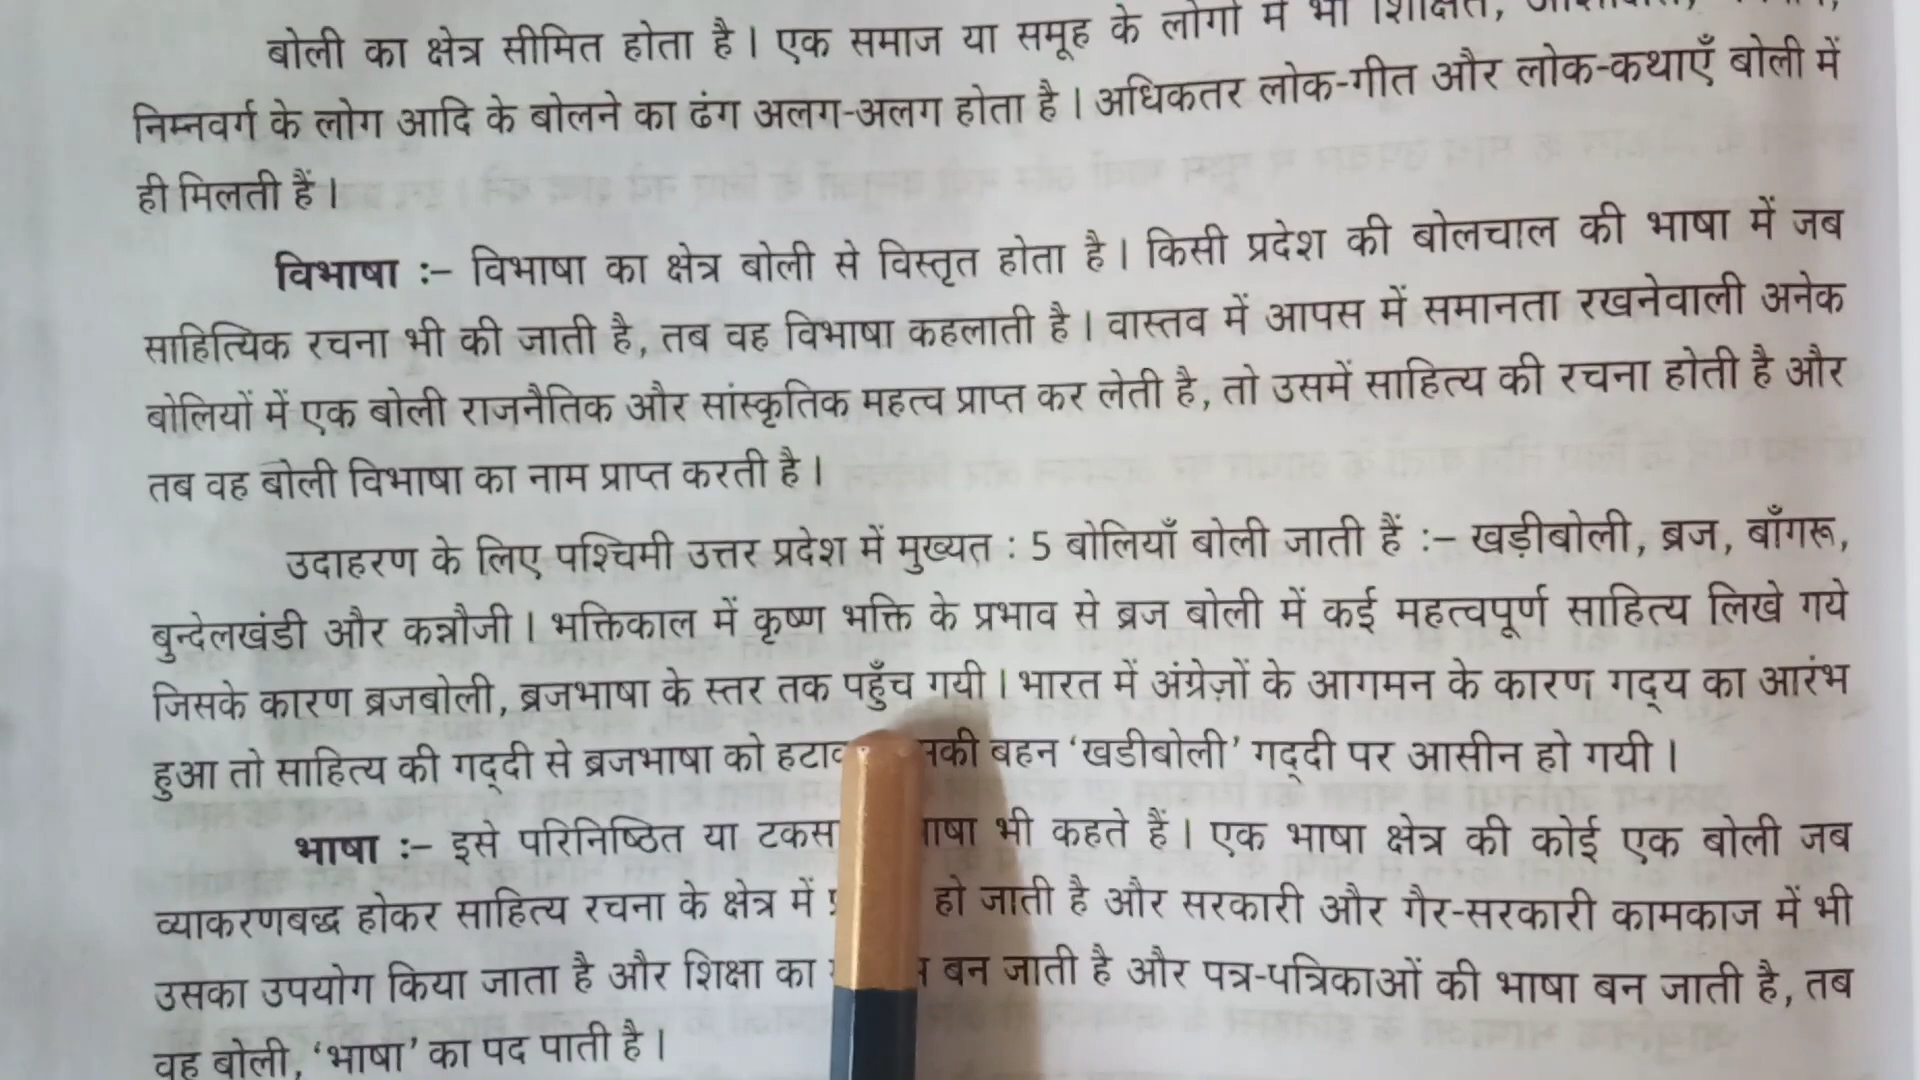 बोली का क्षेत्र सीमित होता है । एक समाज या समूह के लोगों में भी शिक्षित,
निम्नवर्ग के लोग आदि के बोलने का ढंग अलग-अलग होता है । अधिकतर लोक-गीत और लोक-कथाएँ बोली में
ही मिलती हैं ।
विभाषा :– विभाषा का क्षेत्र बोली से विस्तृत होता है । किसी प्रदेश की बोलचाल की भाषा में जब
साहित्यिक रचना भी की जाती है, तब वह विभाषा कहलाती है । वास्तव में आपस में समानता रखनेवाली अनेक
बोलियों में एक बोली राजनैतिक और सांस्कृतिक महत्व प्राप्त कर लेती है, तो उसमें साहित्य की रचना होती है और
तब वह बोली विभाषा का नाम प्राप्त करती है ।
उदाहरण के लिए पश्चिमी उत्तर प्रदेश में मुख्यत : 5 बोलियाँ बोली जाती हैं :– खड़ीबोली, ब्रज, बाँगरू,
बुन्देलखंडी और कन्नौजी । भक्तिकाल में कृष्ण भक्ति के प्रभाव से ब्रज बोली में कई महत्वपूर्ण साहित्य लिखे गये
जिसके कारण ब्रजबोली, ब्रजभाषा के स्तर तक पहुँच गयी । भारत में अंग्रेज़ों के आगमन के कारण गद्‌य का आरंभ
हुआ तो साहित्य की गद्‌दी से ब्रजभाषा को बहन ‘खडीबोली’ गद्‌दी पर आसीन हो गयी ।
भाषा :– इसे परिनिष्ठित या भी कहते हैं । एक भाषा क्षेत्र की कोई एक बोली जब
व्याकरणबद्ध होकर साहित्य रचना के क्षेत्र में हो जाती है और सरकारी और गैर-सरकारी कामकाज में भी
उसका उपयोग किया जाता है और शिक्षा का बन जाती है और पत्र-पत्रिकाओं की भाषा बन जाती है, तब
वह बोली, ‘भाषा’ का पद पाती है ।